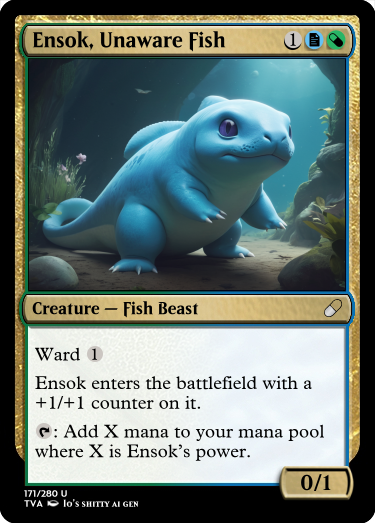 Ensok, Unaware Fish 1
Creature — Fish Beast
Ward 1
Ensok enters the battlefield with a
+1/+1 counter on it.
: Add X mana to your mana pool
where X is Ensok's power.
0/1
171/280 U
TVA Io's shitty ai gen